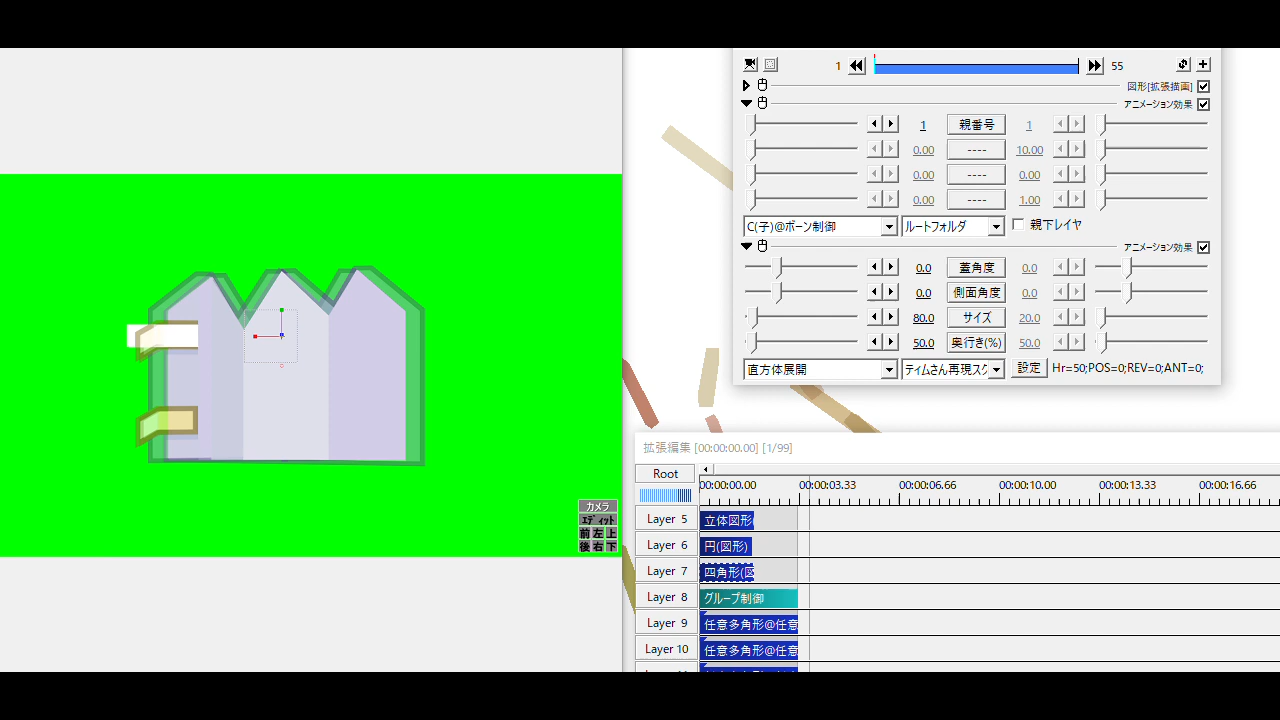 1
55
図形[拡張描画]
アニメーション効果
1 親番号 1
0.00 ---- 10.00
0.00 ---- 0.00
0.00 ---- 1.00
C(子)@ボーン制御 ルートフォルダ 親下レイヤ
アニメーション効果
0.0 蓋角度 0.0
0.0 側面角度 0.0
80.0 サイズ 20.0
50.0 奥行き(%) 50.0
直方体展開 ティムさん再現スク 設定 Hr=50;POS=0;REV=0;ANT=0;
カメラ
ｴﾃﾞｨｯﾄ
前 左 上
後 右 下
拡張編集 [00:00:00.00] [1/99]
Root
00:00:00.00 00:00:03.33 00:00:06.66 00:00:10.00 00:00:13.33 00:00:16.66
Layer 5 立体図形(
Layer 6 円(図形)
Layer 7 四角形(図
Layer 8 グループ制御
Layer 9 任意多角形@任意
Layer 10 任意多角形@任意